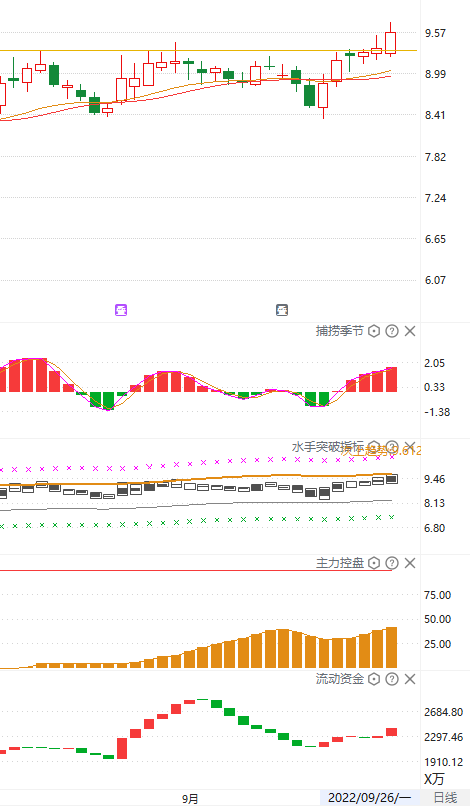 9.57
8.99
8.41
7.82
7.24
6.65
6.07
捕捞季节
2.05
0.33
-1.38
水手突破指标
9.46
8.13
6.80
主力控盘
75.00
50.00
25.00
流动资金
2684.80
2297.46
1910.12
X万
9月
2022/09/26/一
日线